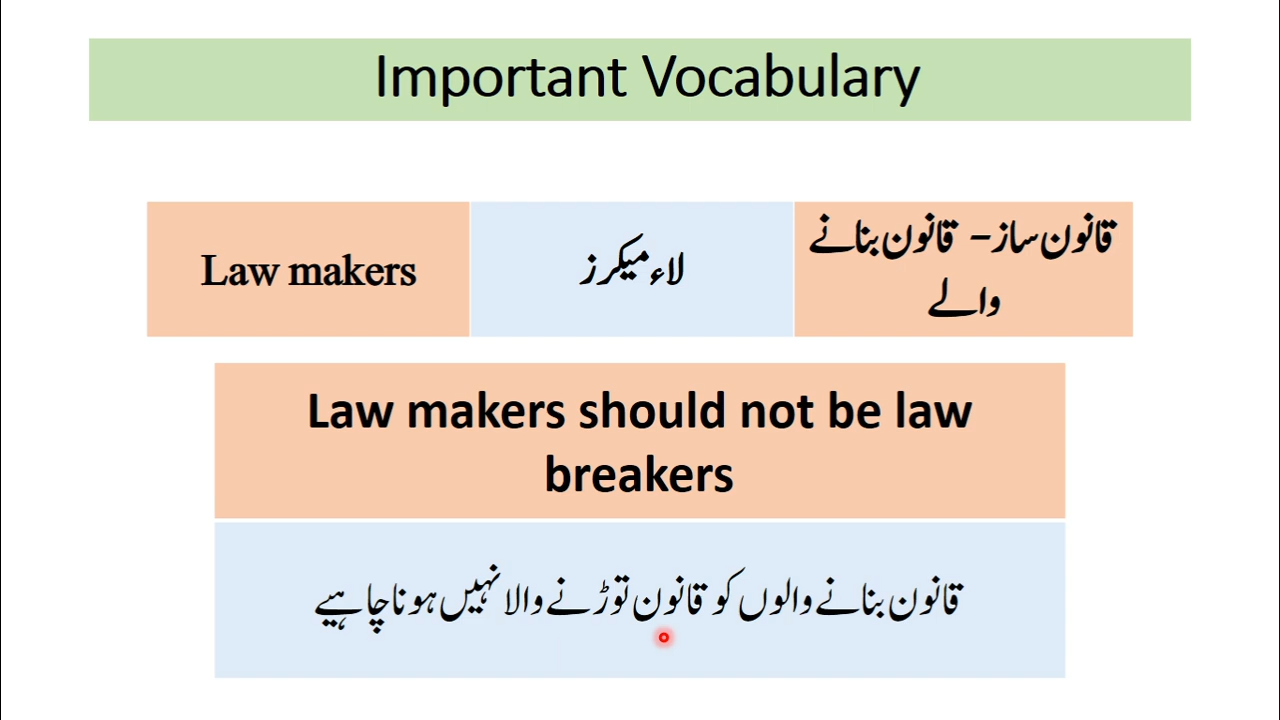 Important Vocabulary
Law makers
لاء میکرز
قانون ساز – قانون بنانے
والے
Law makers should not be law
breakers
قانون بنانے والوں کو قانون توڑنے والا نہیں ہونا چاہیے